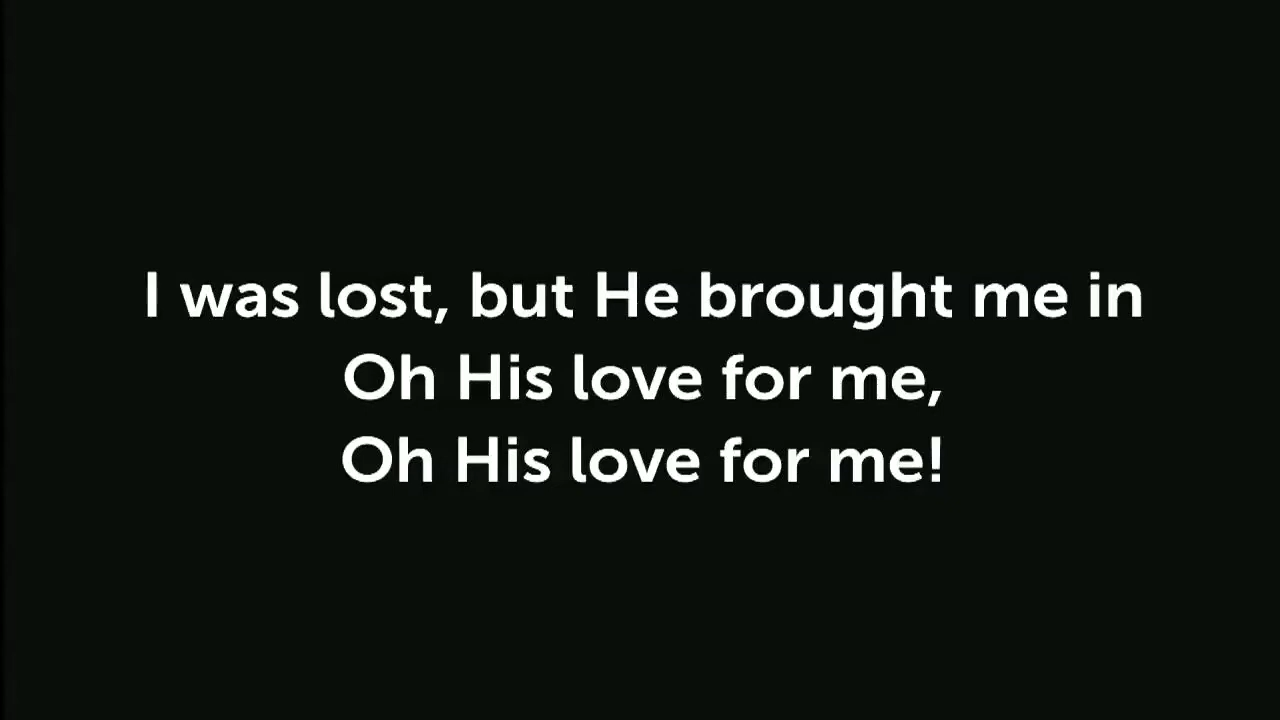 I was lost, but He brought me in
Oh His love for me,
Oh His love for me!